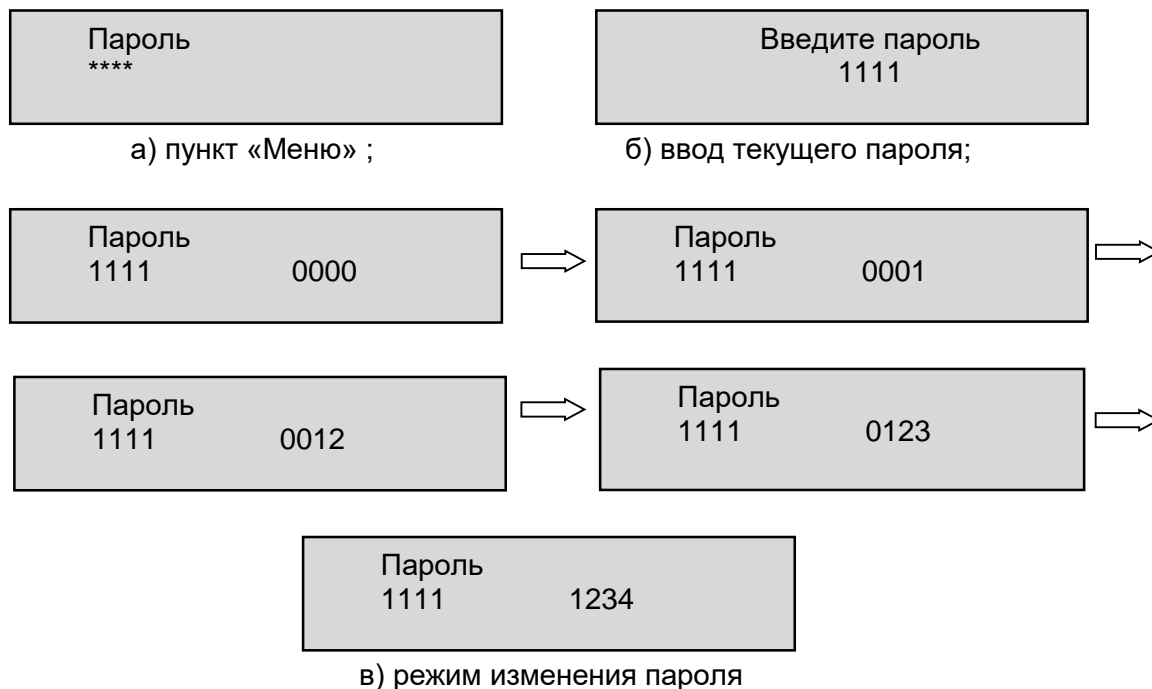 Пароль
****
Введите пароль
1111
а) пункт «Меню» ;
б) ввод текущего пароля;
Пароль
1111 0000
Пароль
1111 0001
Пароль
1111 0012
Пароль
1111 0123
Пароль
1111 1234
в) режим изменения пароля